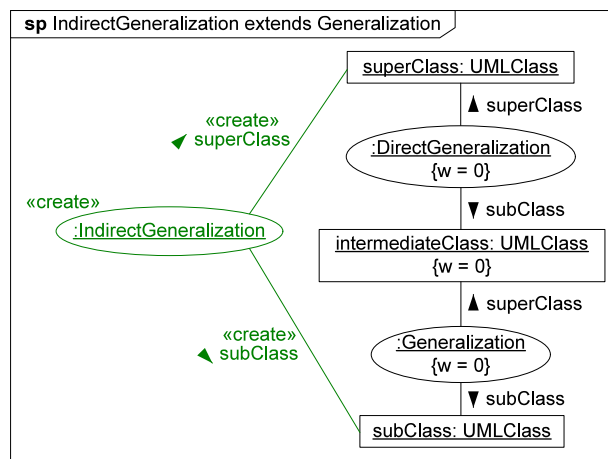 sp IndirectGeneralization extends Generalization
superClass: UMLClass
«create»
superClass
superClass
:DirectGeneralization
{w = 0}
«create»
subClass
:IndirectGeneralization
intermediateClass: UMLClass
{w = 0}
superClass
«create»
subClass
:Generalization
{w = 0}
subClass
subClass: UMLClass